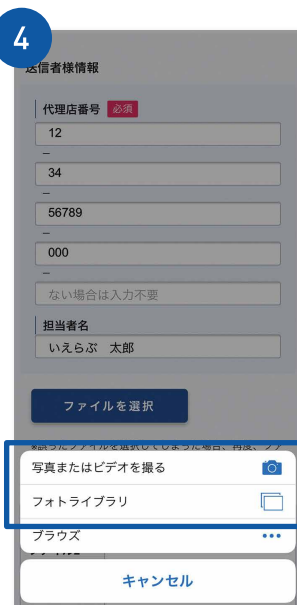 4
送信者様情報
代理店番号 必須
12
–
34
–
56789
–
000
–
ない場合は入力不要
担当者名
いえらぶ 太郎
ファイルを選択
写真またはビデオを撮る
フォトライブラリ
ブラウズ
キャンセル